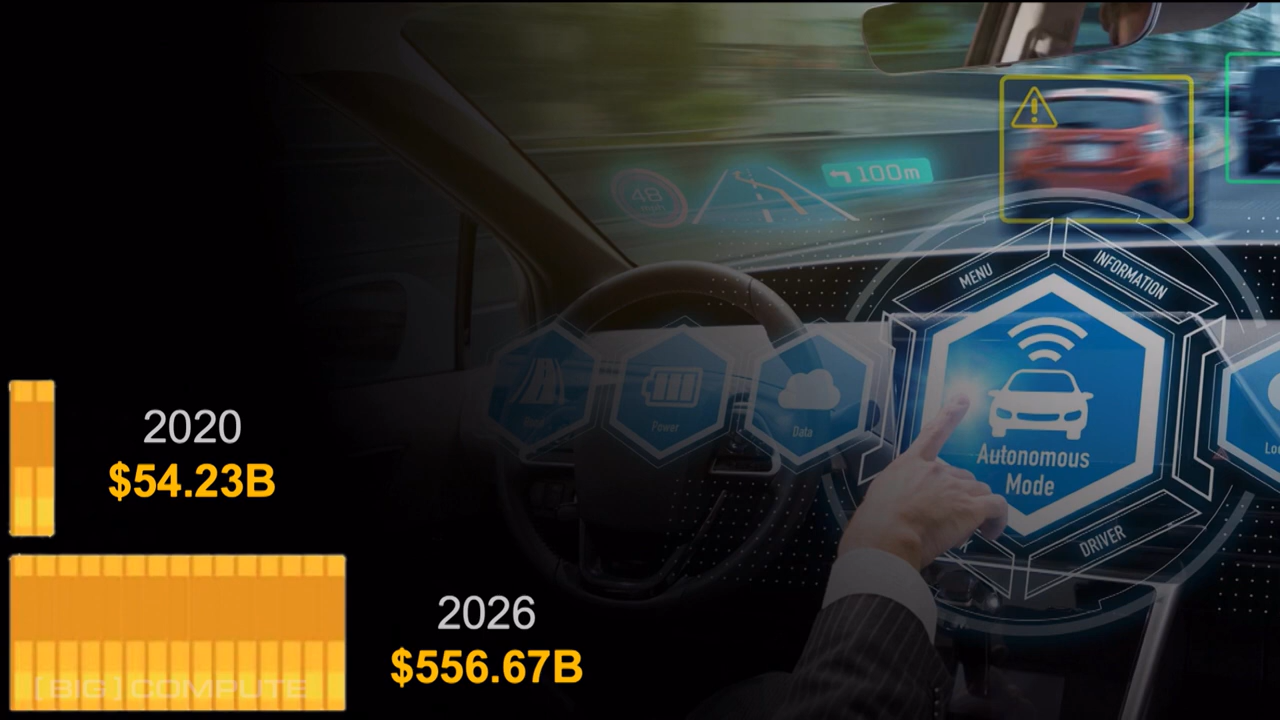 48
100m
MENU
INFORMATION
Power
Data
Autonomous
Mode
DRIVER
2020
$54.23B
2026
$556.67B
[BIG] COMPUTE